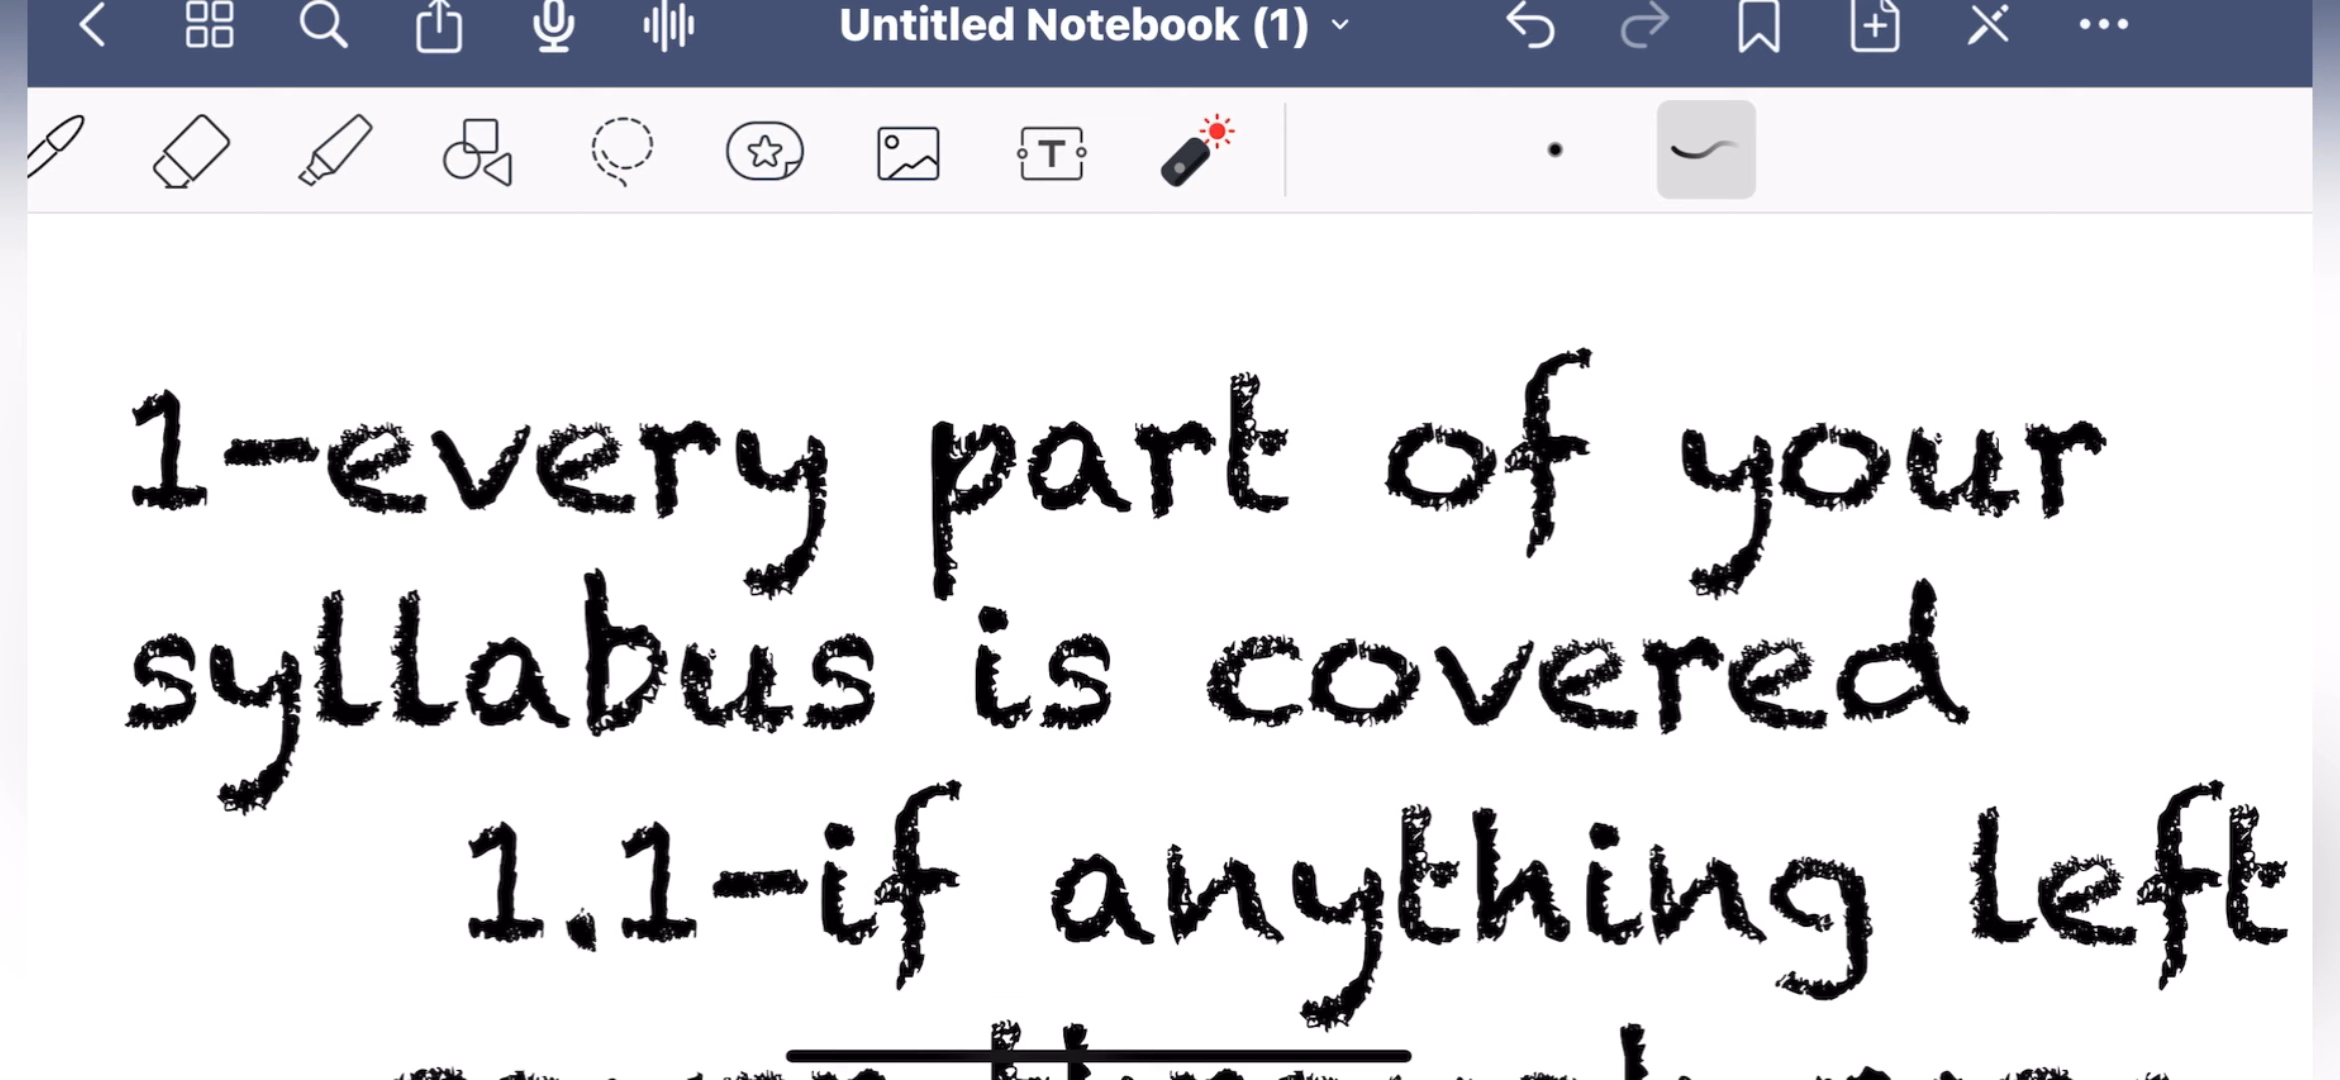 Untitled Notebook (1)
T
1-every part of your
syllabus is covered
1.1-if anything left